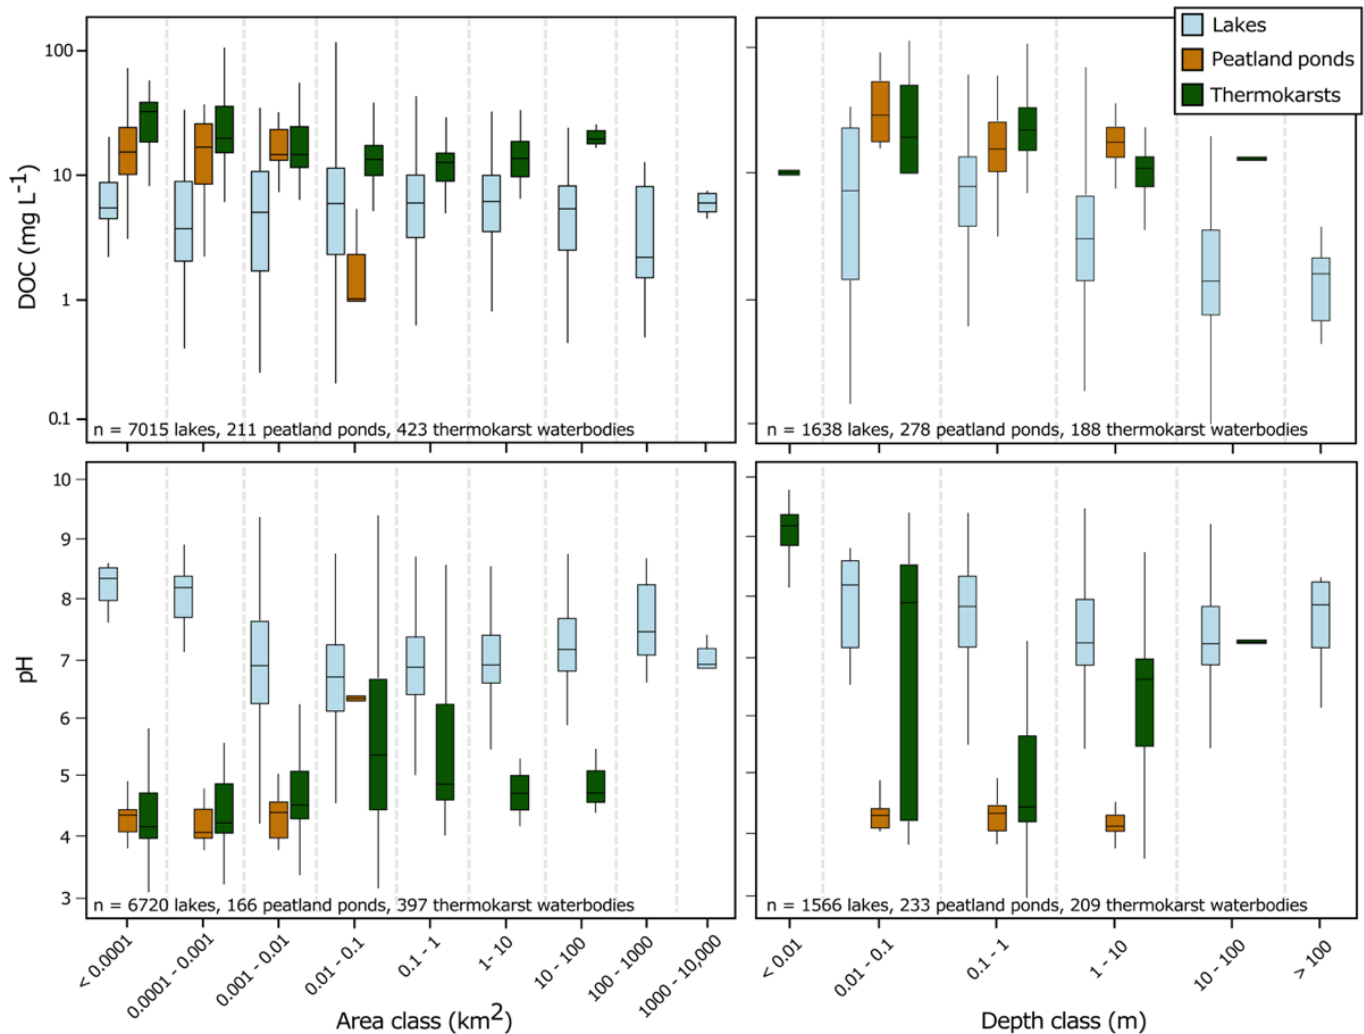 Lakes
Peatland ponds
Thermokarsts
DOC (mg L-1)
100
10
1
0.1
n = 7015 lakes, 211 peatland ponds, 423 thermokarst waterbodies
n = 1638 lakes, 278 peatland ponds, 188 thermokarst waterbodies
pH
10
9
8
7
6
5
4
3
n = 6720 lakes, 166 peatland ponds, 397 thermokarst waterbodies
n = 1566 lakes, 233 peatland ponds, 209 thermokarst waterbodies
< 0.0001
0.0001 - 0.001
0.001 - 0.01
0.01 - 0.1
0.1 - 1
1- 10
10 - 100
100 - 1000
1000 - 10,000
< 0.01
0.01 - 0.1
0.1 - 1
1 - 10
10 - 100
> 100
Area class (km2)
Depth class (m)